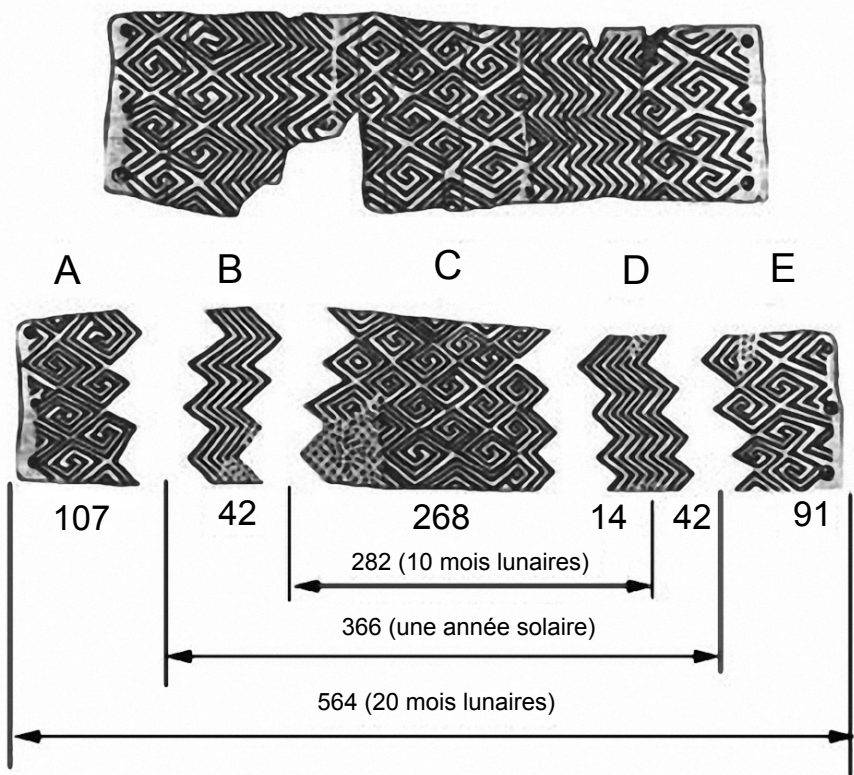 A B C D E
107 42 268 14 42 91
282 (10 mois lunaires)
366 (une année solaire)
564 (20 mois lunaires)